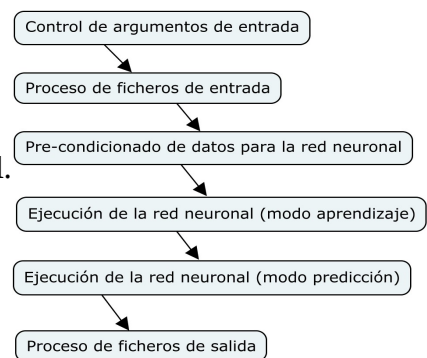 Control de argumentos de entrada
Proceso de ficheros de entrada
Pre-condicionado de datos para la red neuronal
l.
Ejecución de la red neuronal (modo aprendizaje)
Ejecución de la red neuronal (modo predicción)
Proceso de ficheros de salida